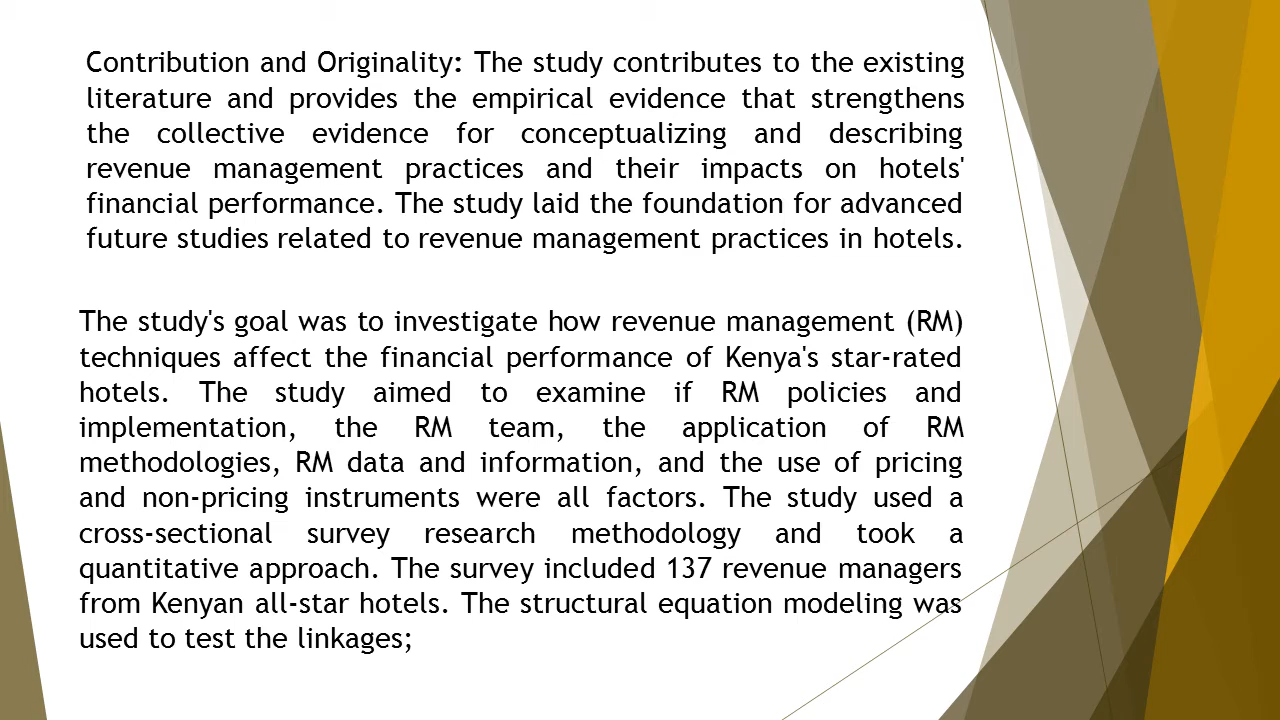 Contribution and Originality: The study contributes to the existing
literature and provides the empirical evidence that strengthens
the collective evidence for conceptualizing and describing
revenue management practices and their impacts on hotels'
financial performance. The study laid the foundation for advanced
future studies related to revenue management practices in hotels.
The study's goal was to investigate how revenue management (RM)
techniques affect the financial performance of Kenya's star-rated
hotels. The study aimed to examine if RM policies and
implementation, the RM team, the application of RM
methodologies, RM data and information, and the use of pricing
and non-pricing instruments were all factors. The study used a
cross-sectional survey research methodology and took a
quantitative approach. The survey included 137 revenue managers
from Kenyan all-star hotels. The structural equation modeling was
used to test the linkages;